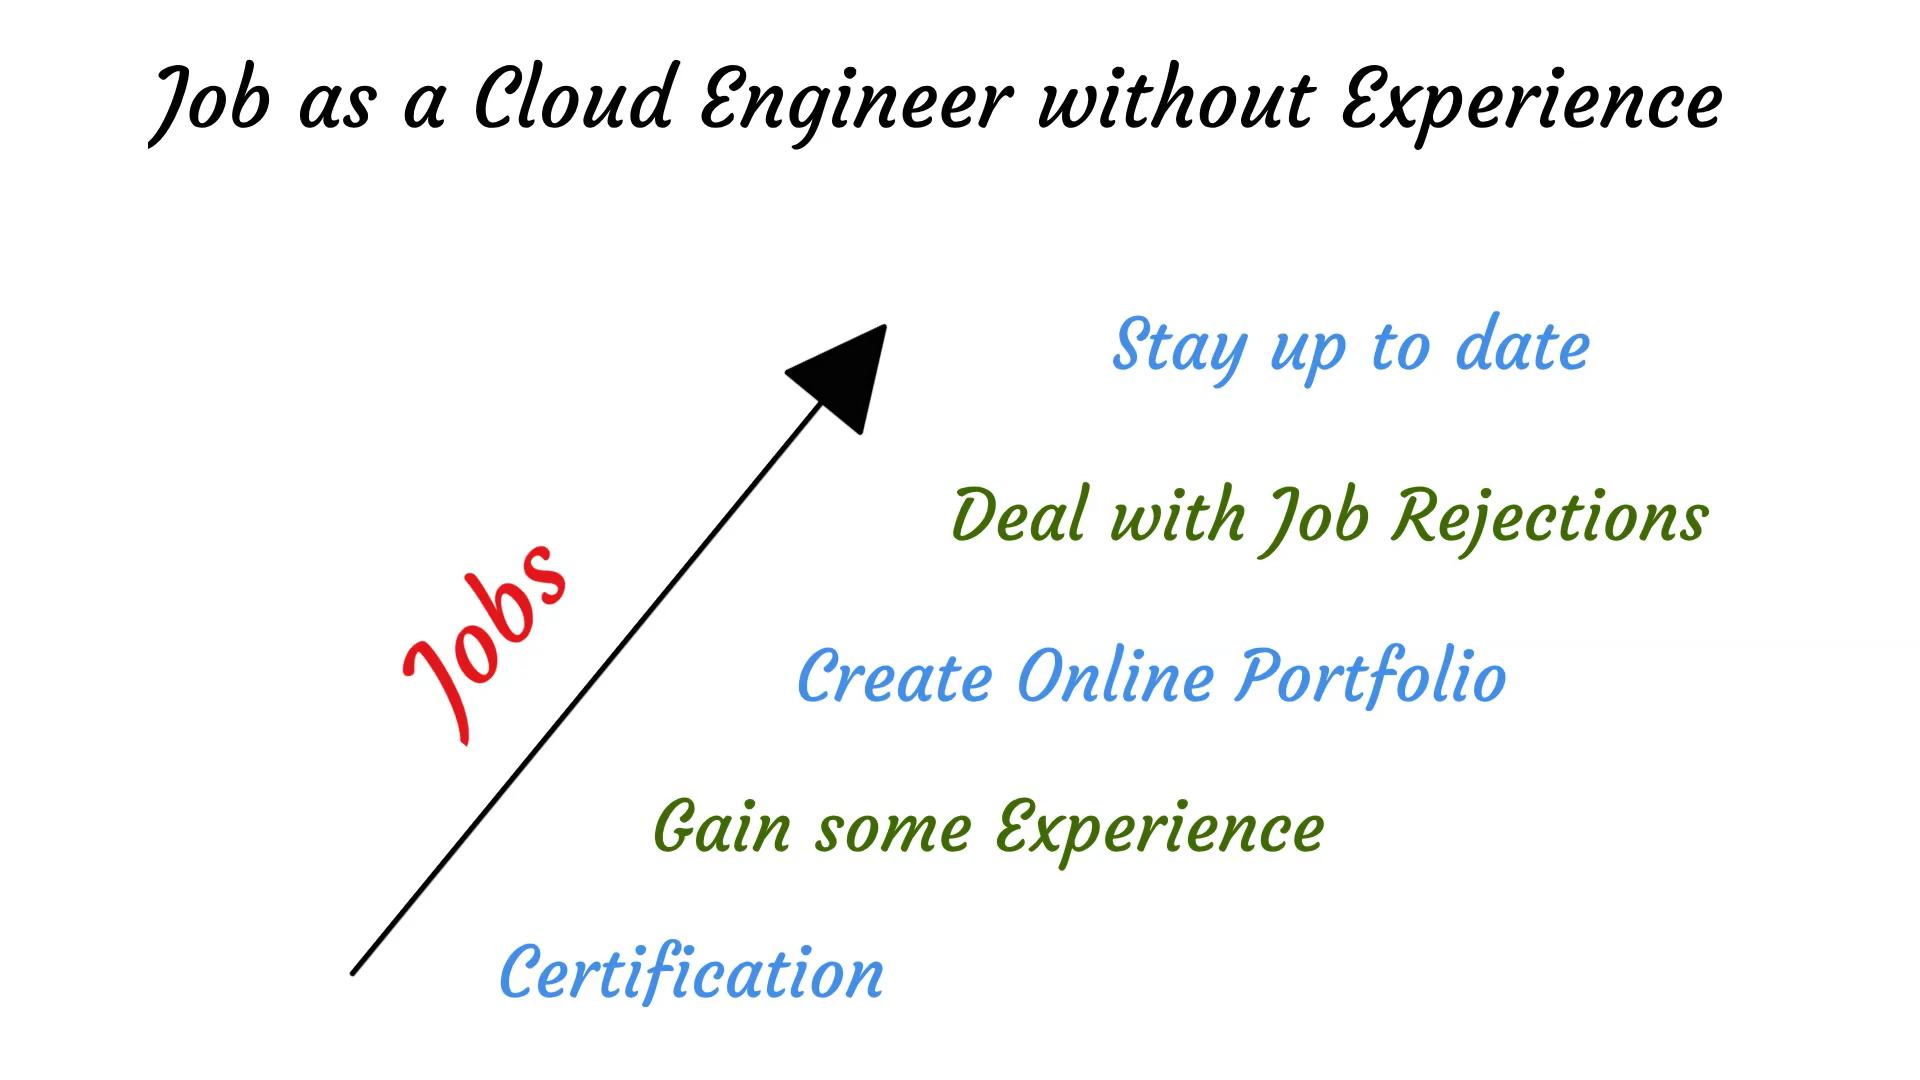 Job as a Cloud Engineer without Experience
Stay up to date
Deal with Job Rejections
Jobs
Create Online Portfolio
Gain some Experience
Certification